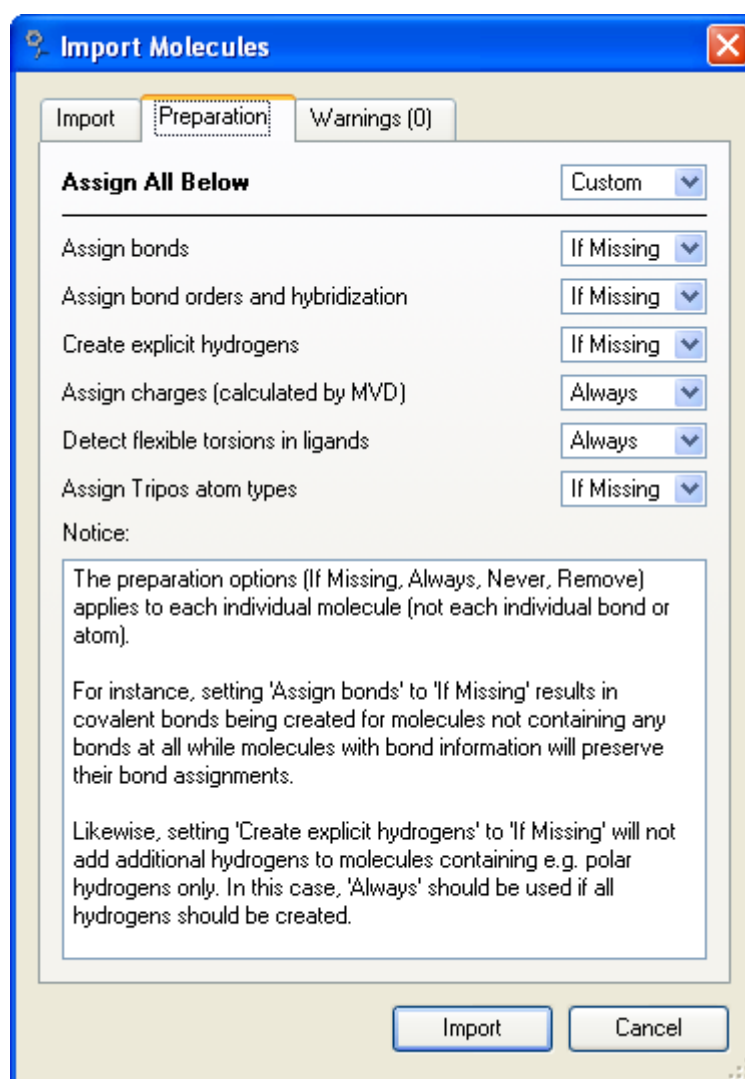 Import Molecules
Import Preparation Warnings (0)
Assign All Below Custom
Assign bonds If Missing
Assign bond orders and hybridization If Missing
Create explicit hydrogens If Missing
Assign charges (calculated by MVD) Always
Detect flexible torsions in ligands Always
Assign Tripos atom types If Missing
Notice:
The preparation options (If Missing, Always, Never, Remove)
applies to each individual molecule (not each individual bond or
atom).
For instance, setting 'Assign bonds' to 'If Missing' results in
covalent bonds being created for molecules not containing any
bonds at all while molecules with bond information will preserve
their bond assignments.
Likewise, setting 'Create explicit hydrogens' to 'If Missing' will not
add additional hydrogens to molecules containing e.g. polar
hydrogens only. In this case, 'Always' should be used if all
hydrogens should be created.
Import Cancel